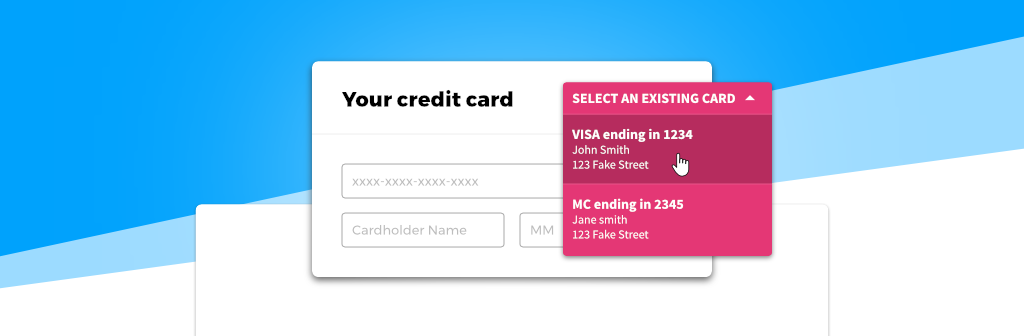 Your credit card
SELECT AN EXISTING CARD
VISA ending in 1234
John Smith
123 Fake Street
xxxx-xxxx-xxxx-xxxx
MC ending in 2345
Jane smith
123 Fake Street
Cardholder Name
MM